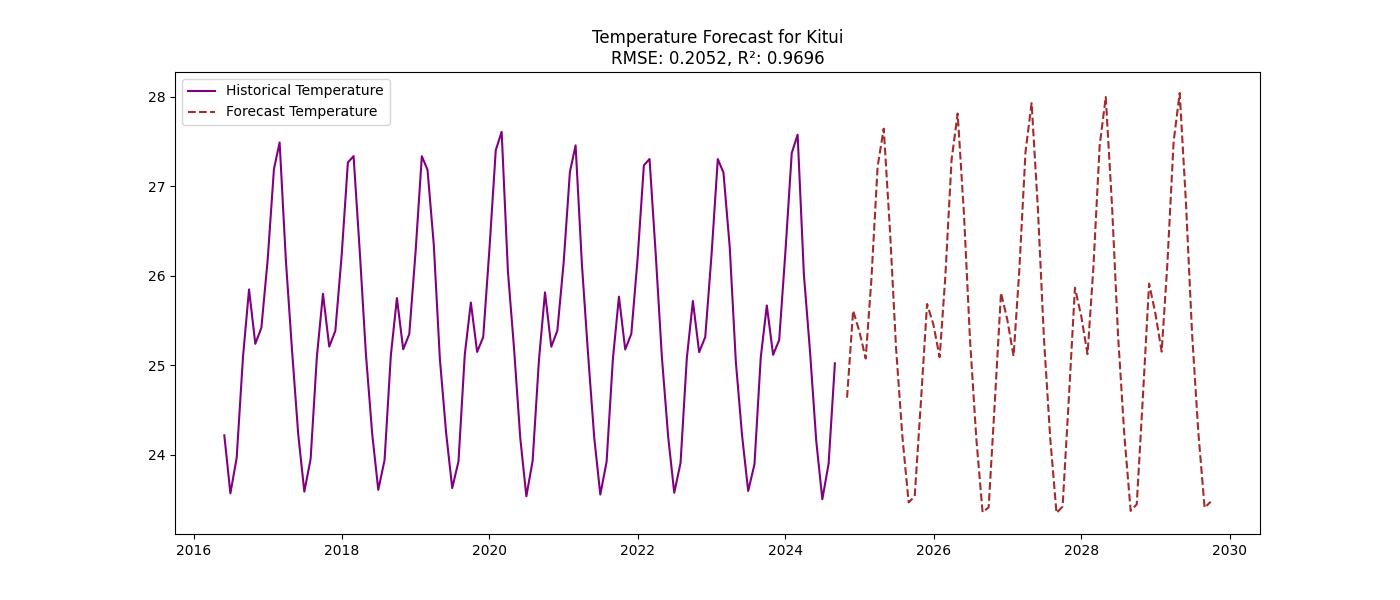 Temperature Forecast for Kitui
RMSE: 0.2052, R²: 0.9696
Historical Temperature
Forecast Temperature
28
27
26
25
24
2016 2018 2020 2022 2024 2026 2028 2030